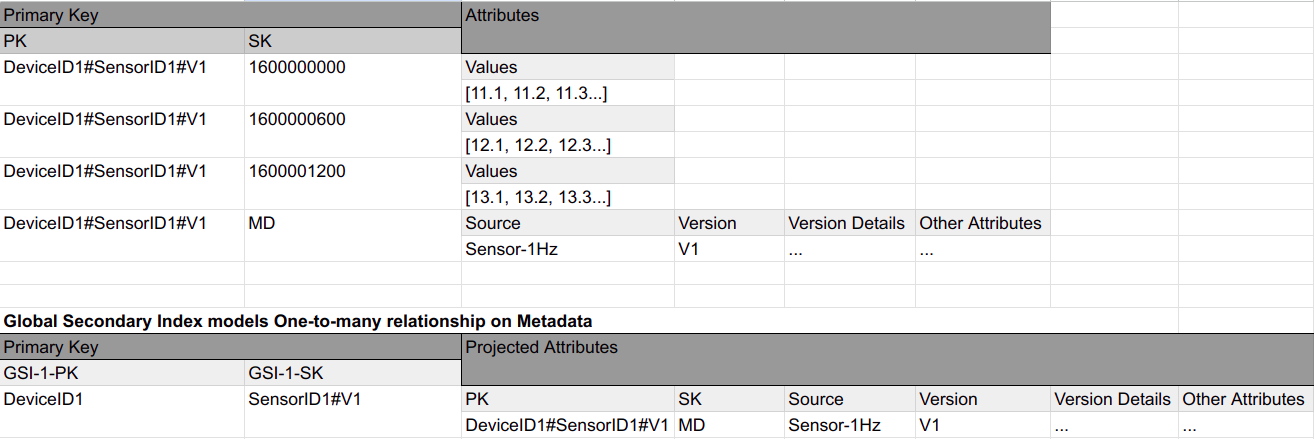 Primary Key Attributes
PK SK
DeviceID1#SensorID1#V1 1600000000 Values
[11.1, 11.2, 11.3...]
DeviceID1#SensorID1#V1 1600000600 Values
[12.1, 12.2, 12.3...]
DeviceID1#SensorID1#V1 1600001200 Values
[13.1, 13.2, 13.3...]
DeviceID1#SensorID1#V1 MD Source Version Version Details Other Attributes
Sensor-1Hz V1 ... ...
Global Secondary Index models One-to-many relationship on Metadata
Primary Key Projected Attributes
GSI-1-PK GSI-1-SK
DeviceID1 SensorID1#V1 PK SK Source Version Version Details Other Attributes
DeviceID1#SensorID1#V1 MD Sensor-1Hz V1 ... ...